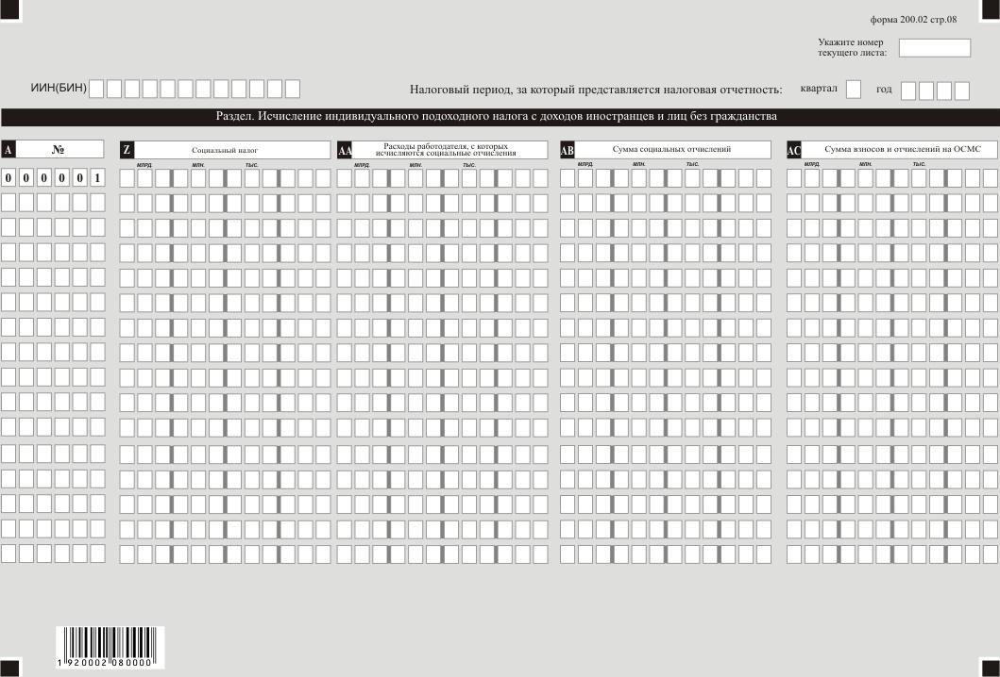 форма 200.02 стр.08
Укажите номер
текущего листа:
ИИН(БИН)
Налоговый период, за который представляется налоговая отчетность: квартал год
Раздел. Исчисление индивидуального подоходного налога с доходов иностранцев и лиц без гражданства
A №
Z Социальный налог
AA Расходы работодателя, с которых
исчисляются социальные отчисления
AB Сумма социальных отчислений
AC Сумма взносов и отчислений на ОСМС
МЛРД. МЛН. ТЫС. МЛРД. МЛН. ТЫС. МЛРД. МЛН. ТЫС. МЛРД. МЛН. ТЫС.
0 0 0 0 0 1
1 920002 080000